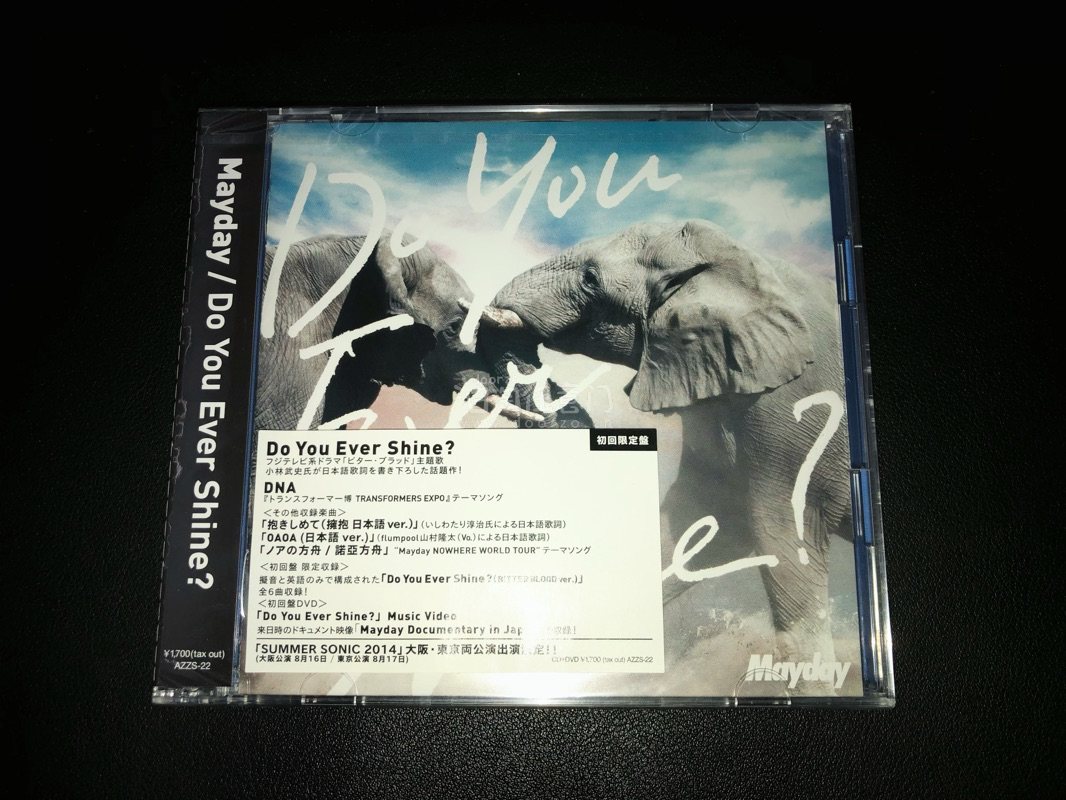 Mayday / Do You Ever Shine?
¥1,700(tax out)
AZZS-22
Do You
Ever
e?
Do You Ever Shine?
初回限定盤
フジテレビ系ドラマ「ビター・ブラッド」主題歌
小林武史氏が日本語歌詞を書き下ろした話題作!
DNA
『トランスフォーマー博 TRANSFORMERS EXPO』テーマソング
<その他収録楽曲>
「抱きしめて(擁抱 日本語 ver.)」(いしわたり淳治氏による日本語歌詞)
「OAOA (日本語 ver.)」(flumpool山村隆太(Vo.)による日本語歌詞)
「ノアの方舟 / 諾亞方舟」 "Mayday NOWHERE WORLD TOUR" テーマソング
<初回盤 限定収録>
擬音と英語のみで構成された「Do You Ever Shine?(BITTER BLOOD ver.)」
全6曲収録!
<初回盤DVD>
「Do You Ever Shine?」 Music Video
来日時のドキュメント映像「Mayday Documentary in Japan」収録!
「SUMMER SONIC 2014」大阪・東京両公演出演決定!!
(大阪公演 8月16日 / 東京公演 8月17日)
CD+DVD ¥1,700 (tax out) AZZS-22
Mayday